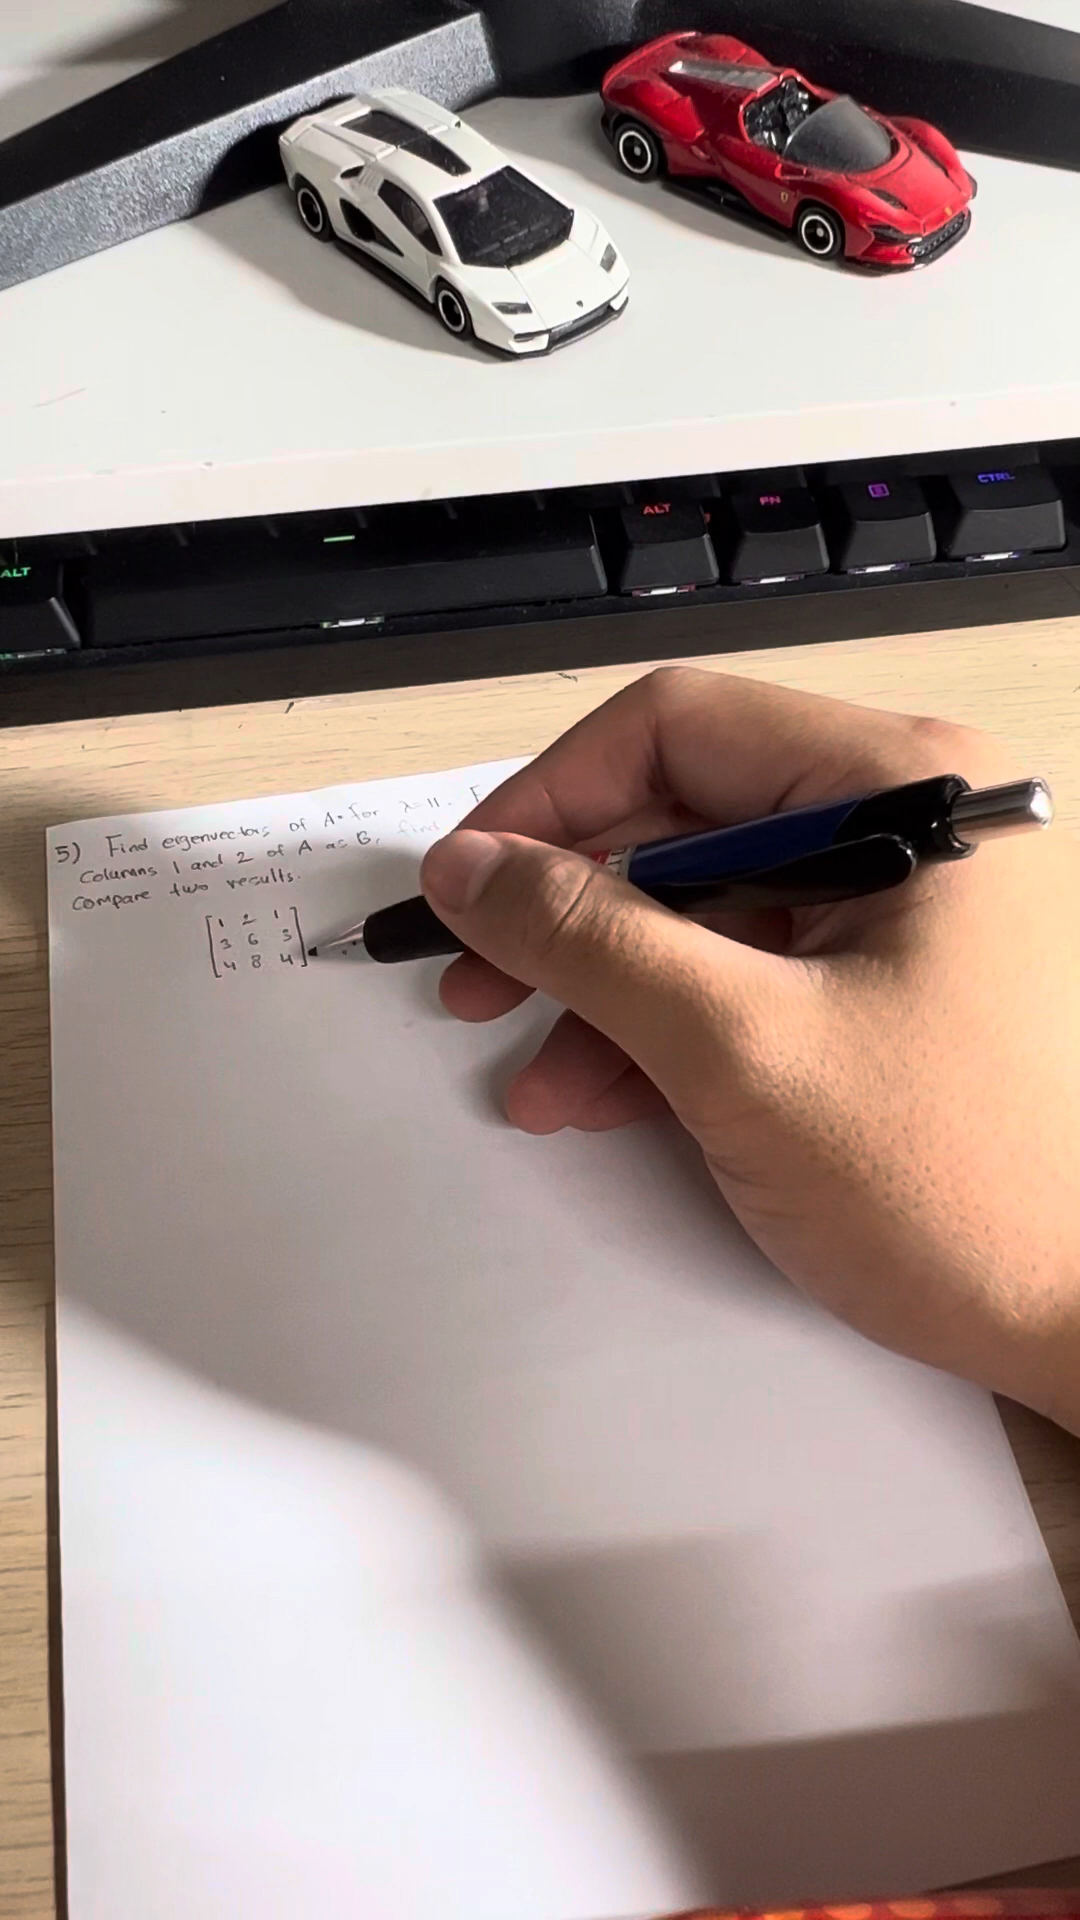 ALT FN CTRL
ALT
5) Find eigenvectors of A. for λ=11. F
Columns 1 and 2 of A as B, find
Compare two results.
1 2 1
3 6 3
4 8 4